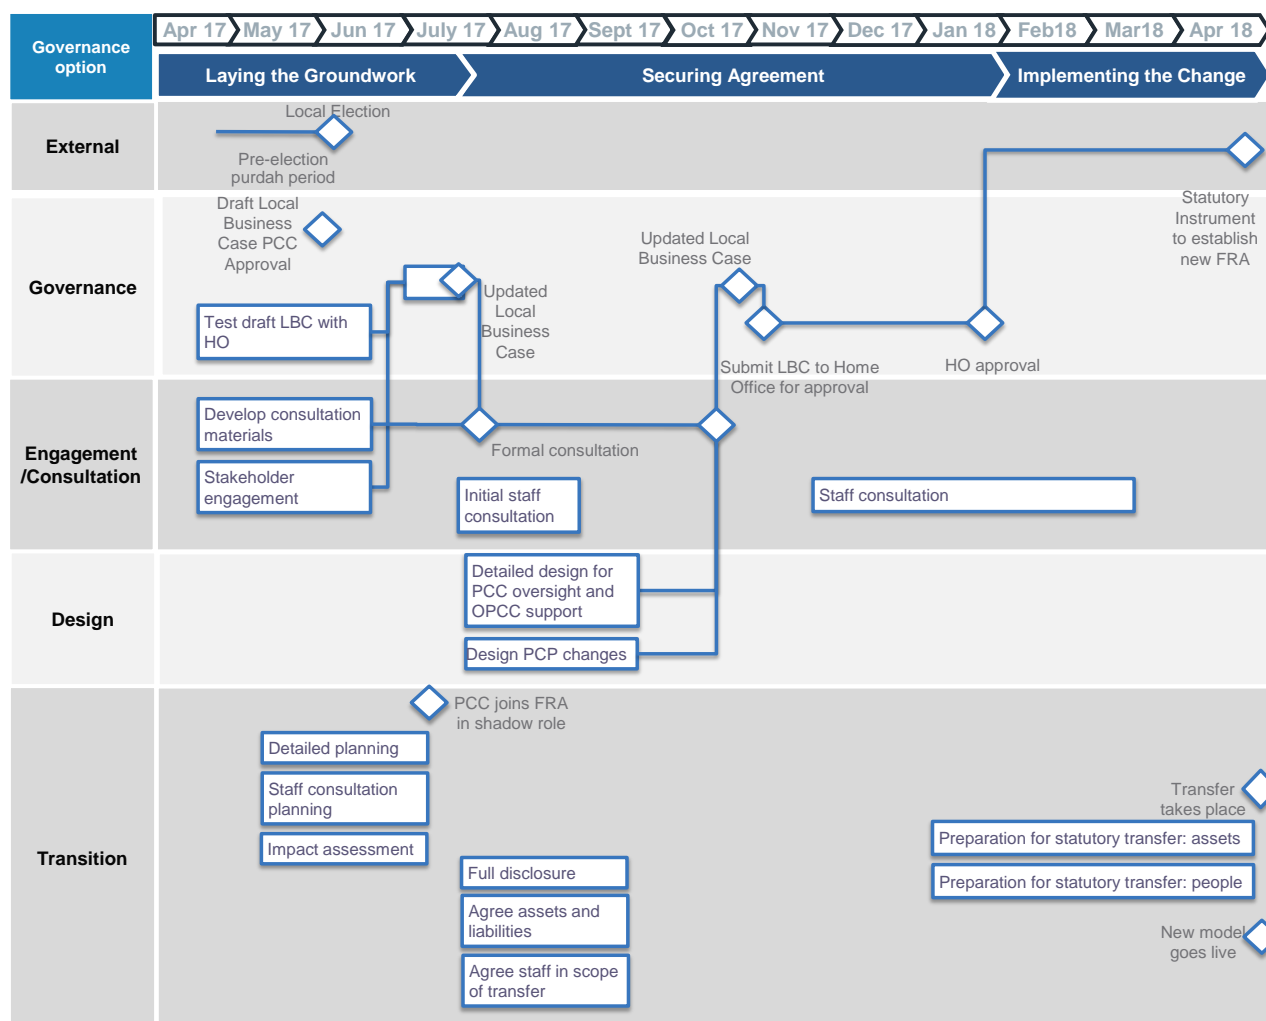 Governance
option
Apr 17
May 17
Jun 17
July 17
Aug 17
Sept 17
Oct 17
Nov 17
Dec 17
Jan 18
Feb18
Mar18
Apr 18
Laying the Groundwork
Securing Agreement
Implementing the Change
External
Local Election
Pre-election
purdah period
Statutory
Instrument
to establish
new FRA
Governance
Draft Local
Business
Case PCC
Approval
Test draft LBC with
HO
Updated
Local
Business
Case
Updated Local
Business Case
Submit LBC to Home
Office for approval
HO approval
Engagement
/Consultation
Develop consultation
materials
Stakeholder
engagement
Formal consultation
Initial staff
consultation
Staff consultation
Design
Detailed design for
PCC oversight and
OPCC support
Design PCP changes
Transition
PCC joins FRA
in shadow role
Detailed planning
Staff consultation
planning
Impact assessment
Full disclosure
Agree assets and
liabilities
Agree staff in scope
of transfer
Transfer
takes place
Preparation for statutory transfer: assets
Preparation for statutory transfer: people
New model
goes live